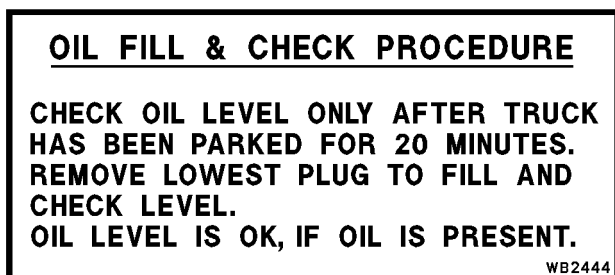 OIL FILL & CHECK PROCEDURE
CHECK OIL LEVEL ONLY AFTER TRUCK
HAS BEEN PARKED FOR 20 MINUTES.
REMOVE LOWEST PLUG TO FILL AND
CHECK LEVEL.
OIL LEVEL IS OK, IF OIL IS PRESENT.
WB2444